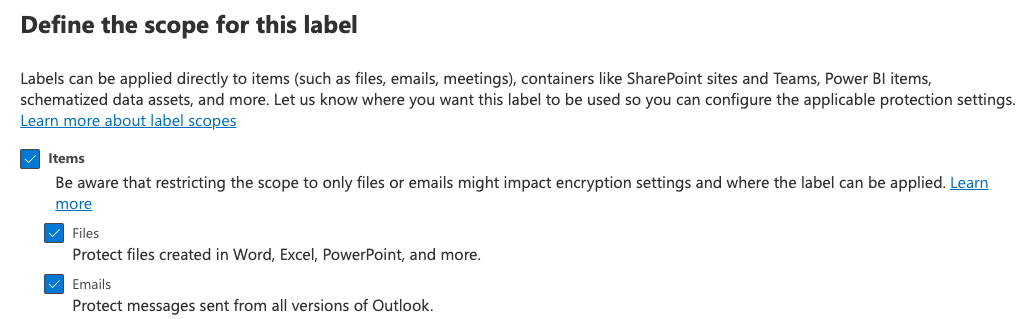 Define the scope for this label
Labels can be applied directly to items (such as files, emails, meetings), containers like SharePoint sites and Teams, Power BI items,
schematized data assets, and more. Let us know where you want this label to be used so you can configure the applicable protection settings.
Learn more about label scopes
Items
Be aware that restricting the scope to only files or emails might impact encryption settings and where the label can be applied. Learn
more
Files
Protect files created in Word, Excel, PowerPoint, and more.
Emails
Protect messages sent from all versions of Outlook.